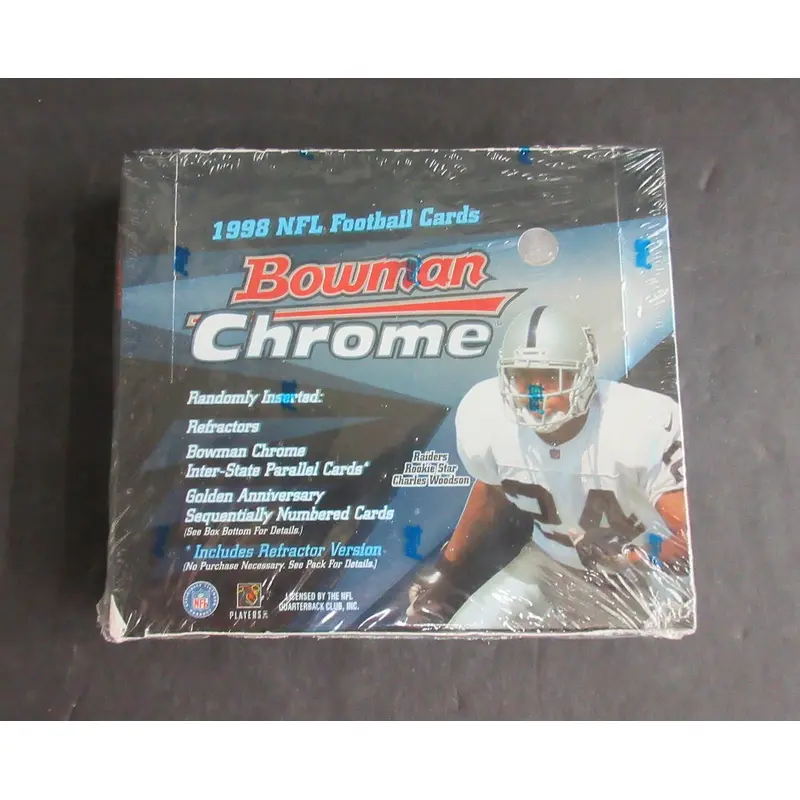 1998 NFL Football Cards
Bowman
Chrome
Randomly Inserted:
Refractors
Bowman Chrome
Inter-State Parallel Cards*
Golden Anniversary
Sequentially Numbered Cards
(See Box Bottom For Details.)
* Includes Refractor Version
(No Purchase Necessary. See Pack For Details.)
Raiders
Rookie Star
Charles Woodson
24
NFL
PLAYERS
LICENSED BY THE NFL
QUARTERBACK CLUB, INC.